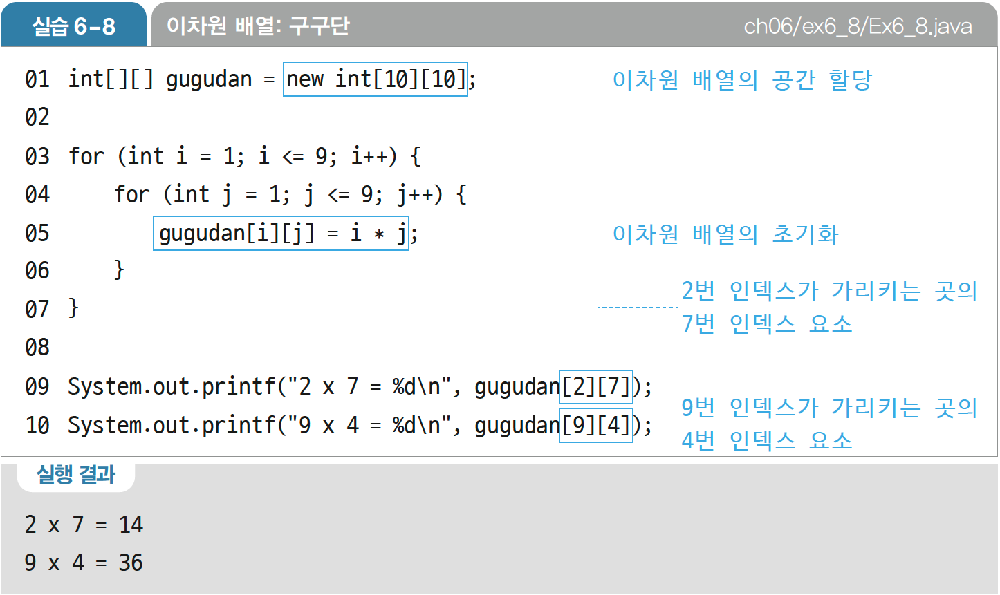 실습 6-8 이차원 배열: 구구단 ch06/ex6_8/Ex6_8.java
01 int[][] gugudan = new int[10][10]; 이차원 배열의 공간 할당
02
03 for (int i = 1; i <= 9; i++) {
04 for (int j = 1; j <= 9; j++) {
05 gugudan[i][j] = i * j; 이차원 배열의 초기화
06 }
07 }
08
2번 인덱스가 가리키는 곳의
7번 인덱스 요소
09 System.out.printf("2 x 7 = %d\n", gugudan[2][7]);
10 System.out.printf("9 x 4 = %d\n", gugudan[9][4]);
9번 인덱스가 가리키는 곳의
4번 인덱스 요소
실행 결과
2 x 7 = 14
9 x 4 = 36